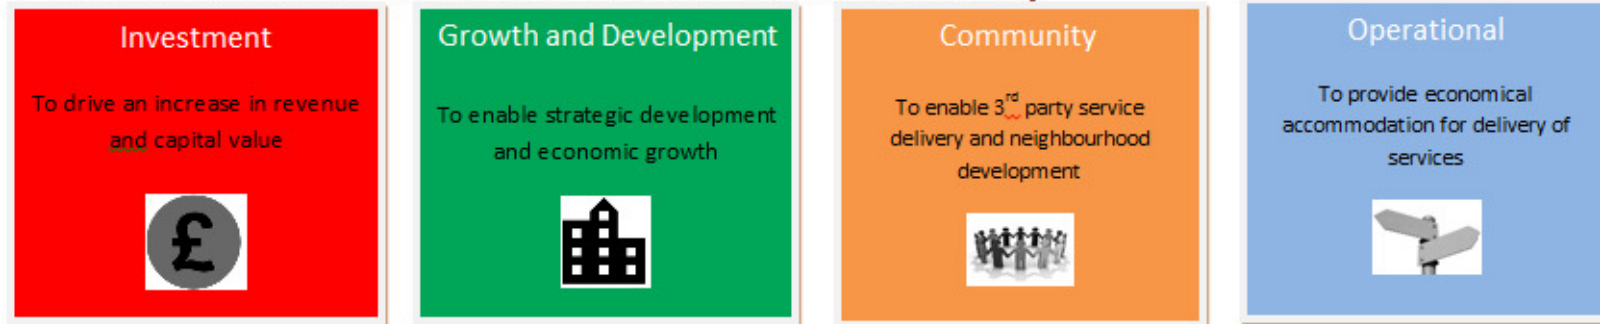 Investment
To drive an increase in revenue
and capital value
£
Growth and Development
To enable strategic development
and economic growth
Community
To enable 3rd party service
delivery and neighbourhood
development
Operational
To provide economical
accommodation for delivery of
services